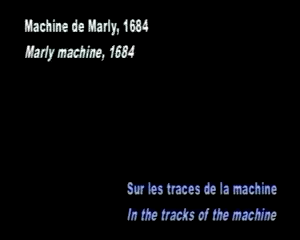 Machine de Marly, 1684
Marly machine, 1684
Sur les traces de la machine
In the tracks of the machine